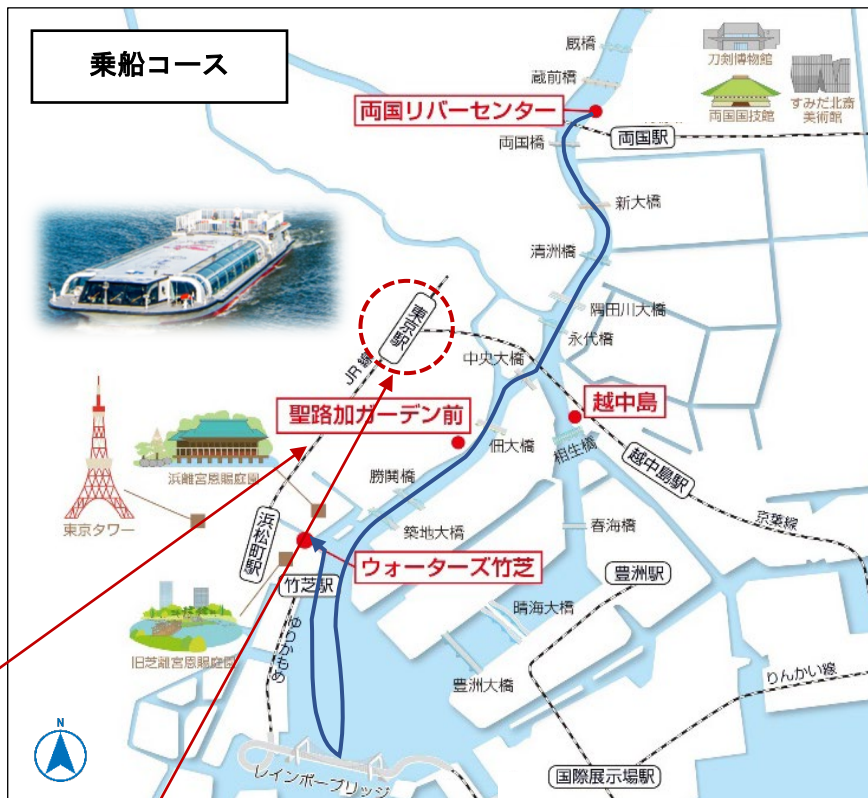 乗船コース
厩橋
蔵前橋
刀剣博物館
両国リバーセンター
両国国技館
すみだ北斎
美術館
両国橋
両国駅
新大橋
清洲橋
隅田川大橋
東京駅
永代橋
中央大橋
JR線
聖路加ガーデン前
越中島
佃大橋
相生橋
浜離宮恩賜庭園
勝鬨橋
越中島駅
東京タワー
築地大橋
春海橋
京葉線
浜松町駅
ウォーターズ竹芝
豊洲駅
竹芝駅
晴海大橋
ゆりかもめ
旧芝離宮恩賜庭園
豊洲大橋
りんかい線
N
レインボーブリッジ
国際展示場駅